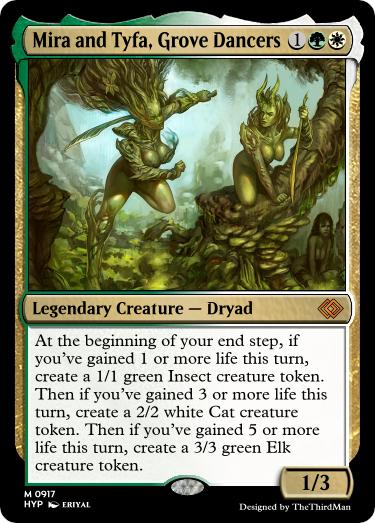 Mira and Tyfa, Grove Dancers 1
Legendary Creature — Dryad
At the beginning of your end step, if
you've gained 1 or more life this turn,
create a 1/1 green Insect creature token.
Then if you've gained 3 or more life this
turn, create a 2/2 white Cat creature
token. Then if you've gained 5 or more
life this turn, create a 3/3 green Elk
creature token.
1/3
M 0917
HYP ERIYAL
Designed by TheThirdMan